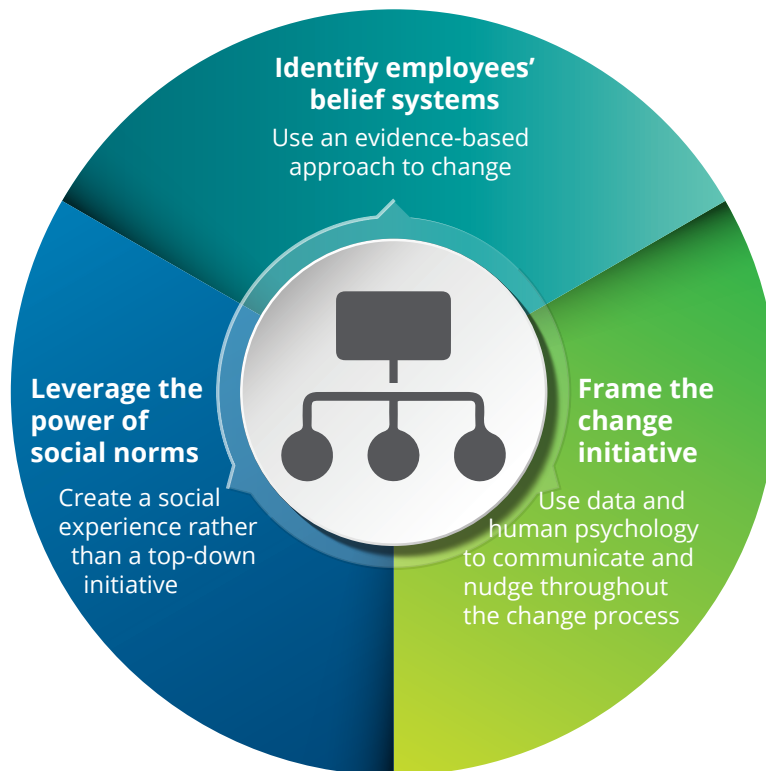 Identify employees’
belief systems
Use an evidence-based
approach to change
Leverage the
power of
social norms
Create a social
experience rather
than a top-down
initiative
Frame the
change
initiative
Use data and
human psychology
to communicate and
nudge throughout
the change process